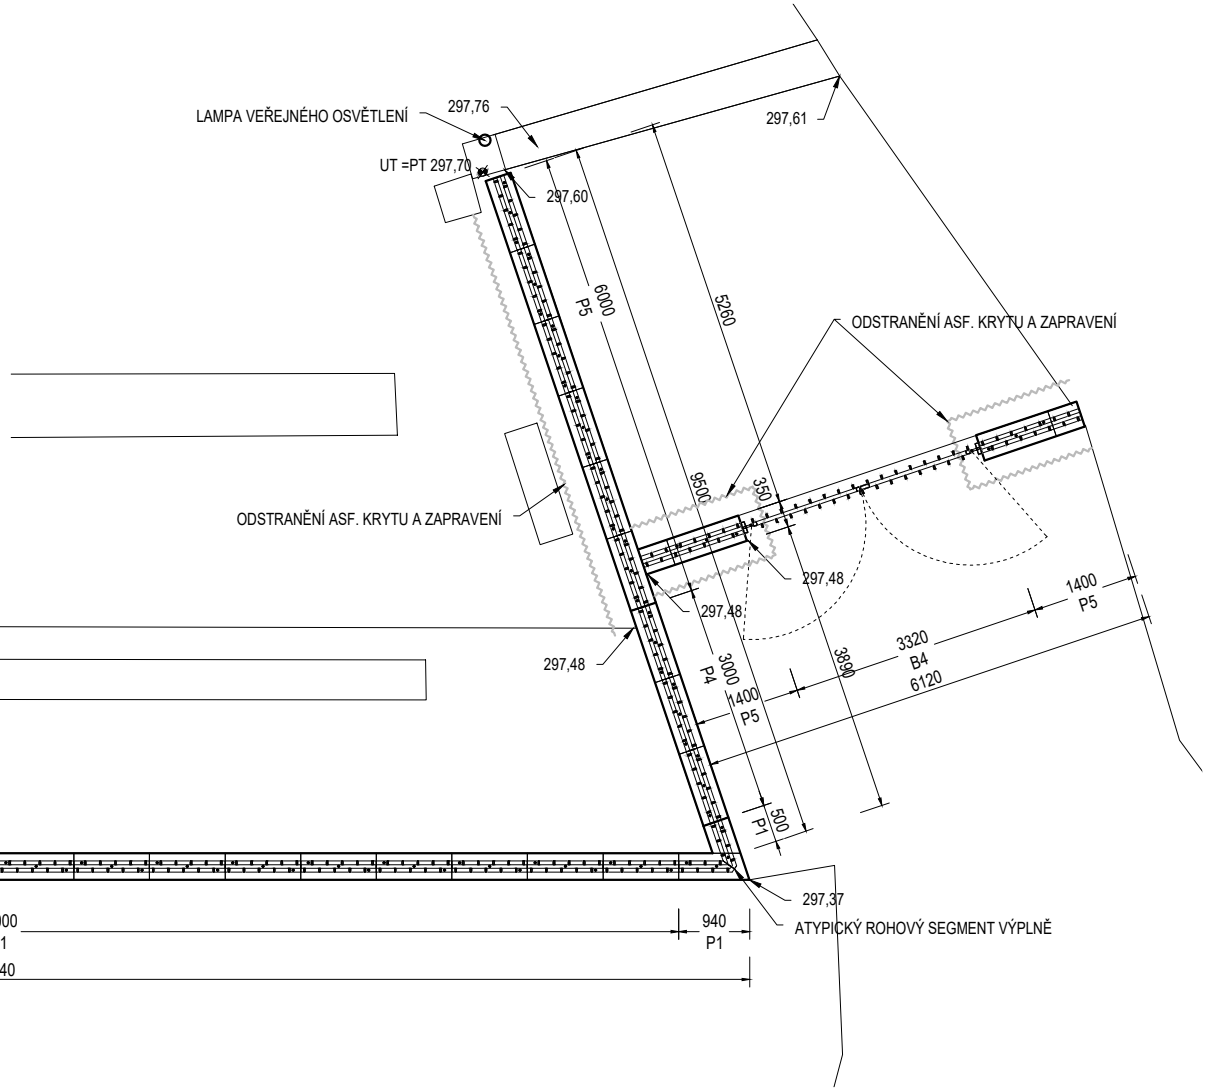 297,76
LAMPA VEŘEJNÉHO OSVĚTLENÍ
297,61
UT =PT 297,70
297,60
6000
P5
5260
ODSTRANĚNÍ ASF. KRYTU A ZAPRAVENÍ
9500
350
ODSTRANĚNÍ ASF. KRYTU A ZAPRAVENÍ
297,48
1400
P5
297,48
3320
B4
6120
297,48
3000
P4
3890
1400
P5
500
P1
297,37
ATYPICKÝ ROHOVÝ SEGMENT VÝPLNĚ
940
P1